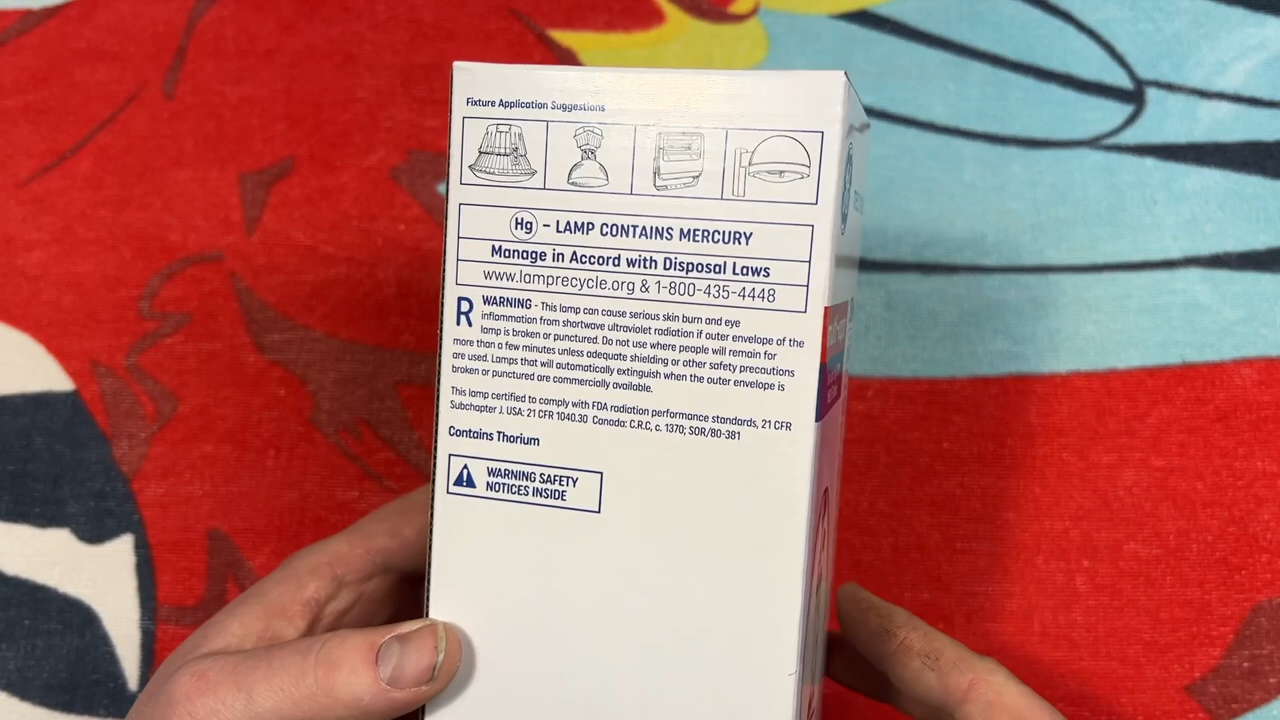 Fixture Application Suggestions
Hg – LAMP CONTAINS MERCURY
Manage in Accord with Disposal Laws
www.lamprecycle.org & 1-800-435-4448
R WARNING - This lamp can cause serious skin burn and eye
inflammation from shortwave ultraviolet radiation if outer envelope of the
lamp is broken or punctured. Do not use where people will remain for
more than a few minutes unless adequate shielding or other safety precautions
are used. Lamps that will automatically extinguish when the outer envelope is
broken or punctured are commercially available.
This lamp certified to comply with FDA radiation performance standards, 21 CFR
Subchapter J. USA: 21 CFR 1040.30 Canada: C.R.C, c. 1370; SOR/80-381
Contains Thorium
WARNING SAFETY
NOTICES INSIDE